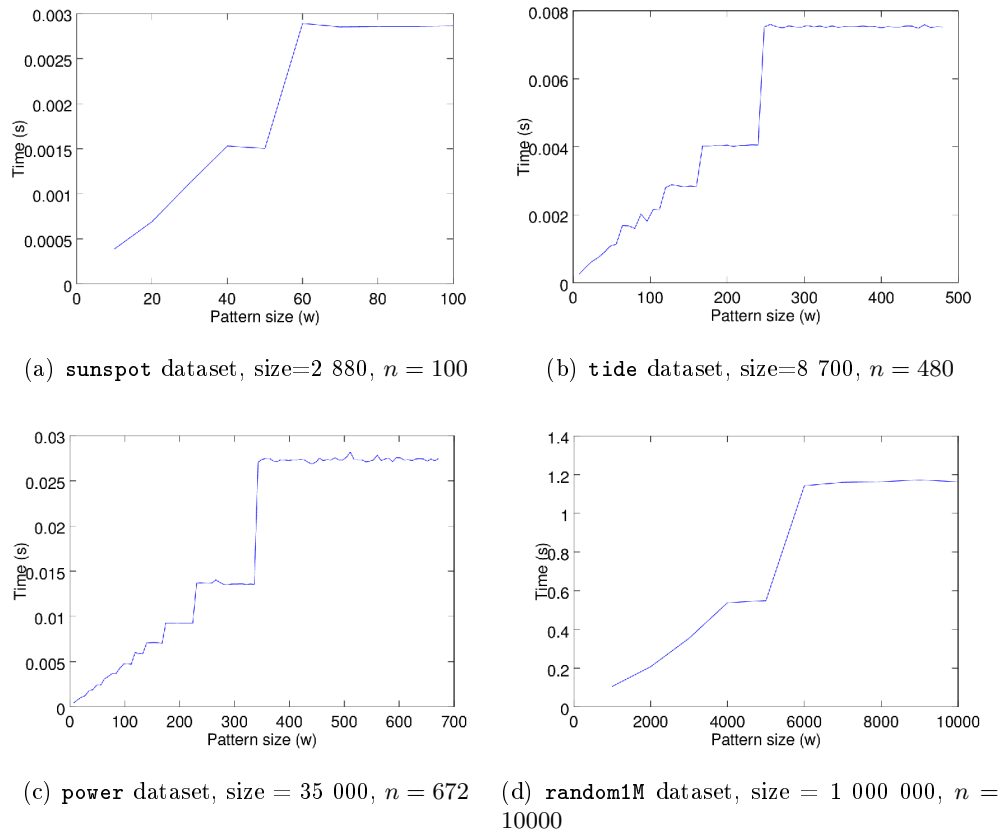 0.003
0.0025
0.002
0.0015
0.001
0.0005
0
Time (s)
0 20 40 60 80 100
Pattern size (w)
(a) sunspot dataset, size=2 880, n = 100
0.008
0.006
0.004
0.002
0
Time (s)
0 100 200 300 400 500
Pattern size (w)
(b) tide dataset, size=8 700, n = 480
0.03
0.025
0.02
0.015
0.01
0.005
0
Time (s)
0 100 200 300 400 500 600 700
Pattern size (w)
(c) power dataset, size = 35 000, n = 672
1.4
1.2
1
0.8
0.6
0.4
0.2
0
Time (s)
0 2000 4000 6000 8000 10000
Pattern size (w)
(d) random1M dataset, size = 1 000 000, n =
10000